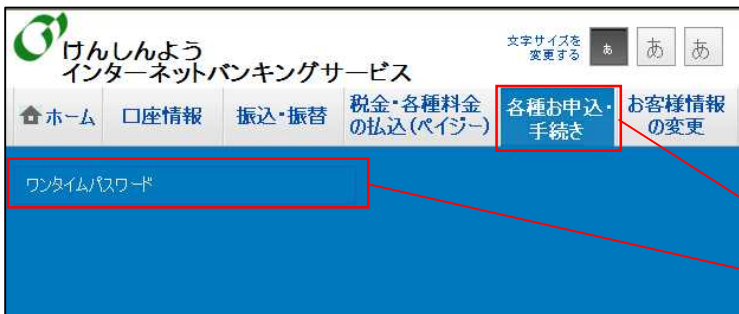 けんしんよう
インターネットバンキングサービス
文字サイズを
変更する
あ あ あ
ホーム
口座情報
振込・振替
税金・各種料金
の払込(ペイジー)
各種お申込・
手続き
お客様情報
の変更
ワンタイムパスワード